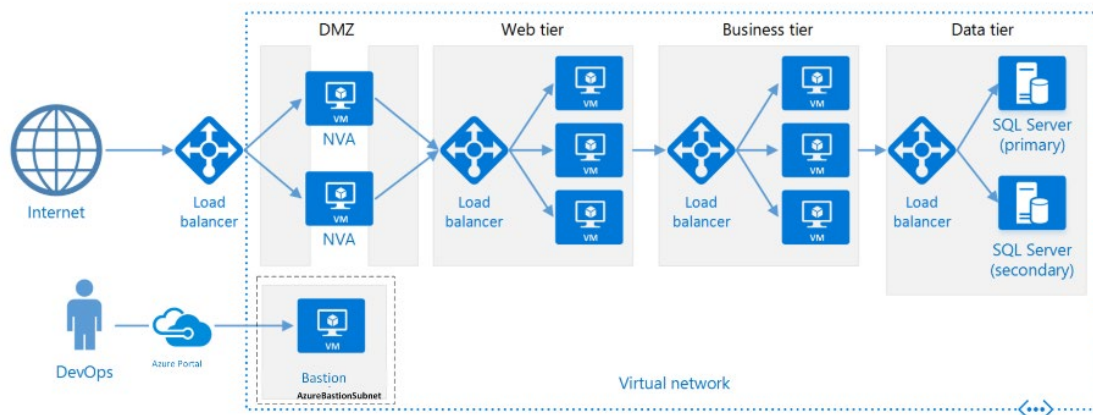 DMZ
Web tier
Business tier
Data tier
VM
NVA
VM
NVA
VM
VM
VM
VM
VM
VM
SQL Server
(primary)
SQL Server
(secondary)
Internet
Load
balancer
Load
balancer
Load
balancer
Load
balancer
DevOps
Azure Portal
VM
Bastion
AzureBastionSubnet
Virtual network